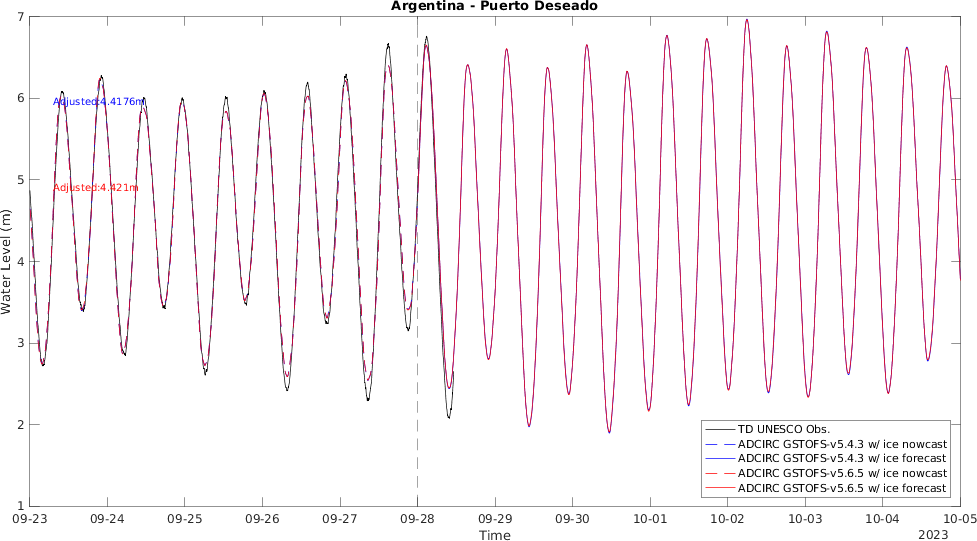 Argentina - Puerto Deseado
7
6
5
4
3
2
1
Water Level (m)
Adjusted:4.4176m
Adjusted:4.421m
TD UNESCO Obs.
ADCIRC GSTOFS-v5.4.3 w/ ice nowcast
ADCIRC GSTOFS-v5.4.3 w/ ice forecast
ADCIRC GSTOFS-v5.6.5 w/ ice nowcast
ADCIRC GSTOFS-v5.6.5 w/ ice forecast
09-23 09-24 09-25 09-26 09-27 09-28 09-29 09-30 10-01 10-02 10-03 10-04 10-05
Time
2023